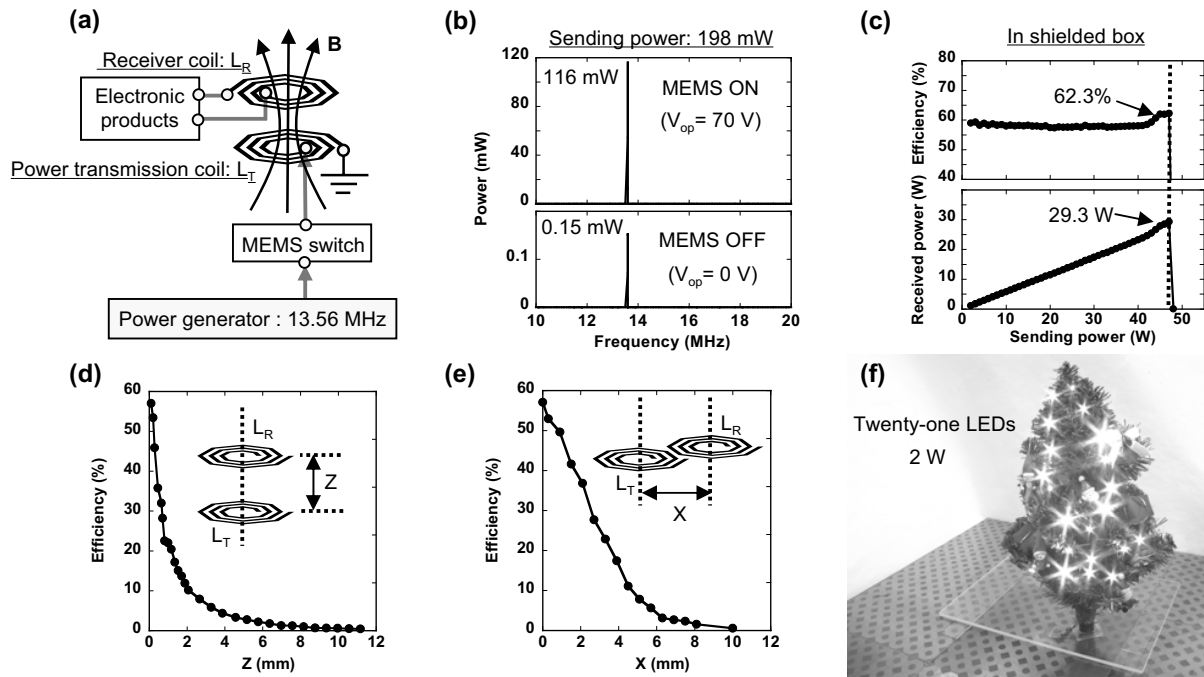 (a)
B
Receiver coil: L_R
Electronic
products
Power transmission coil: L_T
MEMS switch
Power generator : 13.56 MHz
(b)
Sending power: 198 mW
120
80
40
0
116 mW
MEMS ON
(V_op= 70 V)
Power (mW)
0.1
0
0.15 mW
MEMS OFF
(V_op= 0 V)
10 12 14 16 18 20
Frequency (MHz)
(c)
In shielded box
Efficiency (%)
80
70
60
50
40
62.3%
Received power (W)
30
20
10
0
29.3 W
0 20 40
Sending power (W)
(d)
Efficiency (%)
60
50
40
30
20
10
0
L_R
Z
L_T
0 2 4 6 8 10 12
Z (mm)
(e)
Efficiency (%)
60
50
40
30
20
10
0
L_R
L_T
X
0 2 4 6 8 10 12
X (mm)
(f)
Twenty-one LEDs
2 W